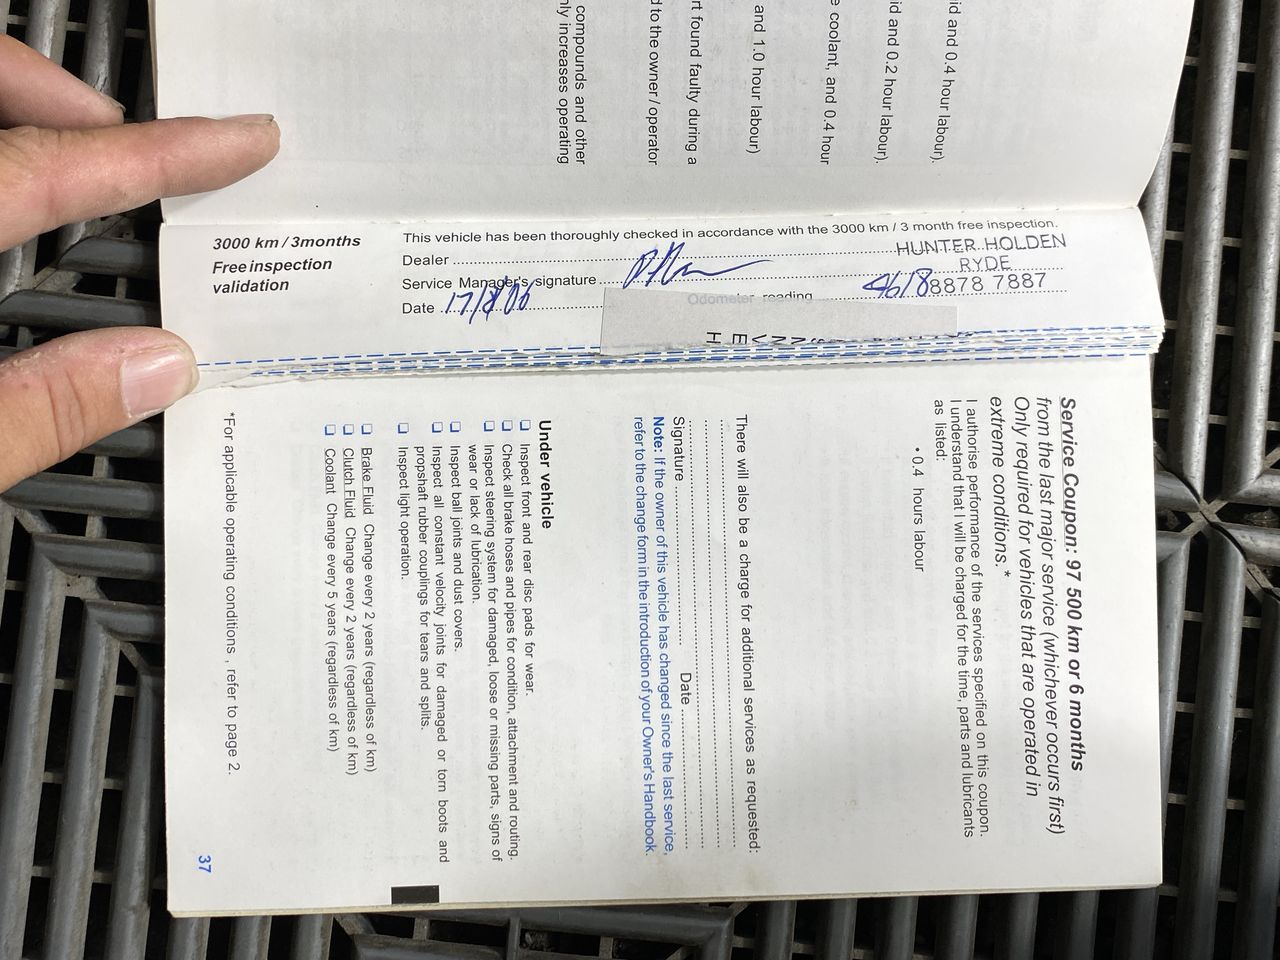 id and 0.4 hour labour).
id and 0.2 hour labour).
e coolant, and 0.4 hour
and 1.0 hour labour)
rt found faulty during a
d to the owner / operator
compounds and other
nly increases operating
3000 km / 3months
Free inspection
validation
This vehicle has been thoroughly checked in accordance with the 3000 km / 3 month free inspection.
Dealer HUNTER HOLDEN
RYDE
Service Manager's signature 4618 8878 7887
Date 17/8/06 Odometer reading
Service Coupon: 97 500 km or 6 months
from the last major service (whichever occurs first)
Only required for vehicles that are operated in
extreme conditions. *
I authorise performance of the services specified on this coupon.
I understand that I will be charged for the time, parts and lubricants
as listed:
• 0.4 hours labour
There will also be a charge for additional services as requested:
Signature Date
Note: If the owner of this vehicle has changed since the last service,
refer to the change form in the introduction of your Owner's Handbook.
Under vehicle
❑ Inspect front and rear disc pads for wear.
❑ Check all brake hoses and pipes for condition, attachment and routing.
❑ Inspect steering system for damaged, loose or missing parts, signs of
wear or lack of lubrication.
❑ Inspect ball joints and dust covers.
❑ Inspect all constant velocity joints for damaged or torn boots and
propshaft rubber couplings for tears and splits.
❑ Inspect light operation.
❑ Brake Fluid Change every 2 years (regardless of km)
❑ Clutch Fluid Change every 2 years (regardless of km)
❑ Coolant Change every 5 years (regardless of km)
*For applicable operating conditions , refer to page 2.
37